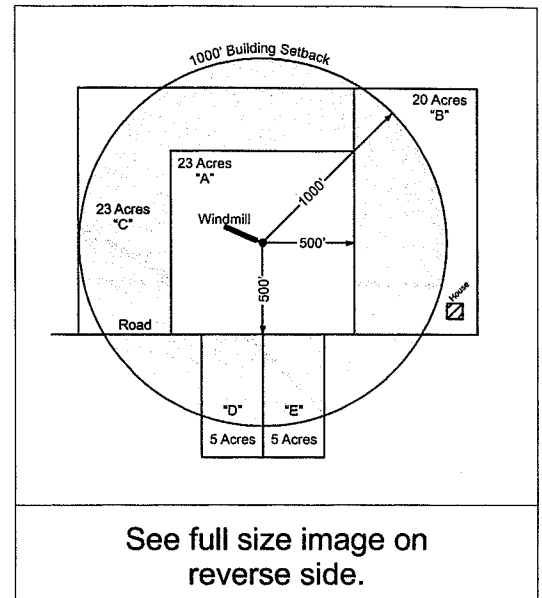 1000' Building Setback
20 Acres
"B"
23 Acres
"A"
1000'
23 Acres
"C"
Windmill
500'
500'
House
Road
"D"
"E"
5 Acres
5 Acres
See full size image on
reverse side.